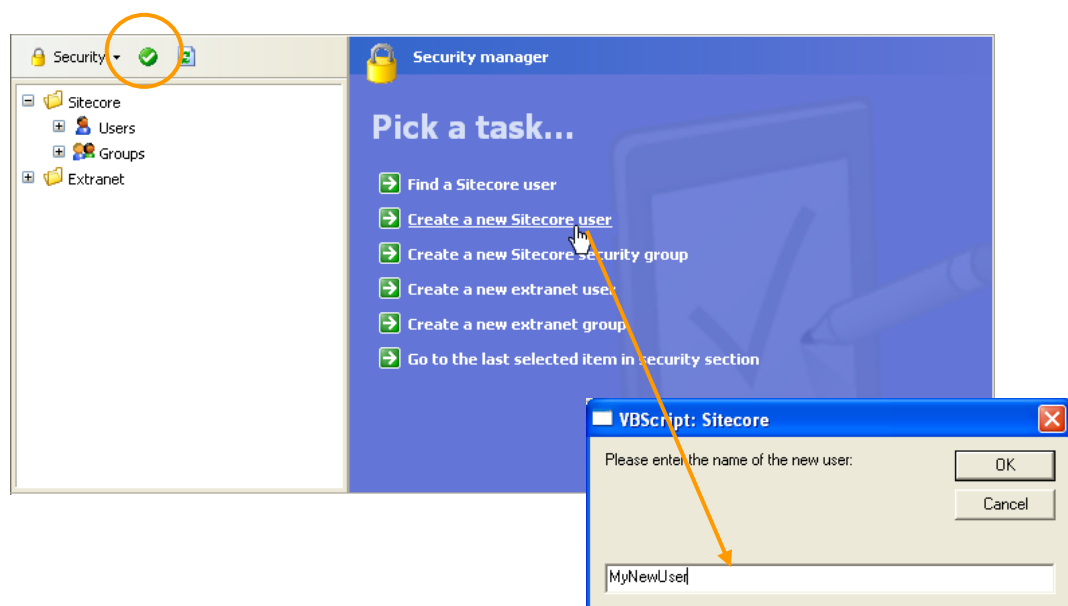 Security
Sitecore
Users
Groups
Extranet
Security manager
Pick a task...
Find a Sitecore user
Create a new Sitecore user
Create a new Sitecore security group
Create a new extranet user
Create a new extranet group
Go to the last selected item in security section
VBScript: Sitecore
Please enter the name of the new user:
OK
Cancel
MyNewUser